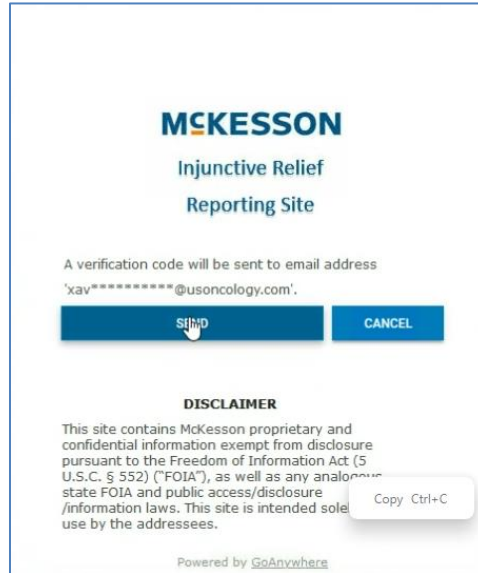 McKESSON
Injunctive Relief
Reporting Site
A verification code will be sent to email address
'xav**********@usoncology.com'.
SEND CANCEL
DISCLAIMER
This site contains McKesson proprietary and
confidential information exempt from disclosure
pursuant to the Freedom of Information Act (5
U.S.C. § 552) ("FOIA"), as well as any analogous
state FOIA and public access/disclosure
/information laws. This site is intended
use by the addressees.
Copy Ctrl+C
Powered by GoAnywhere